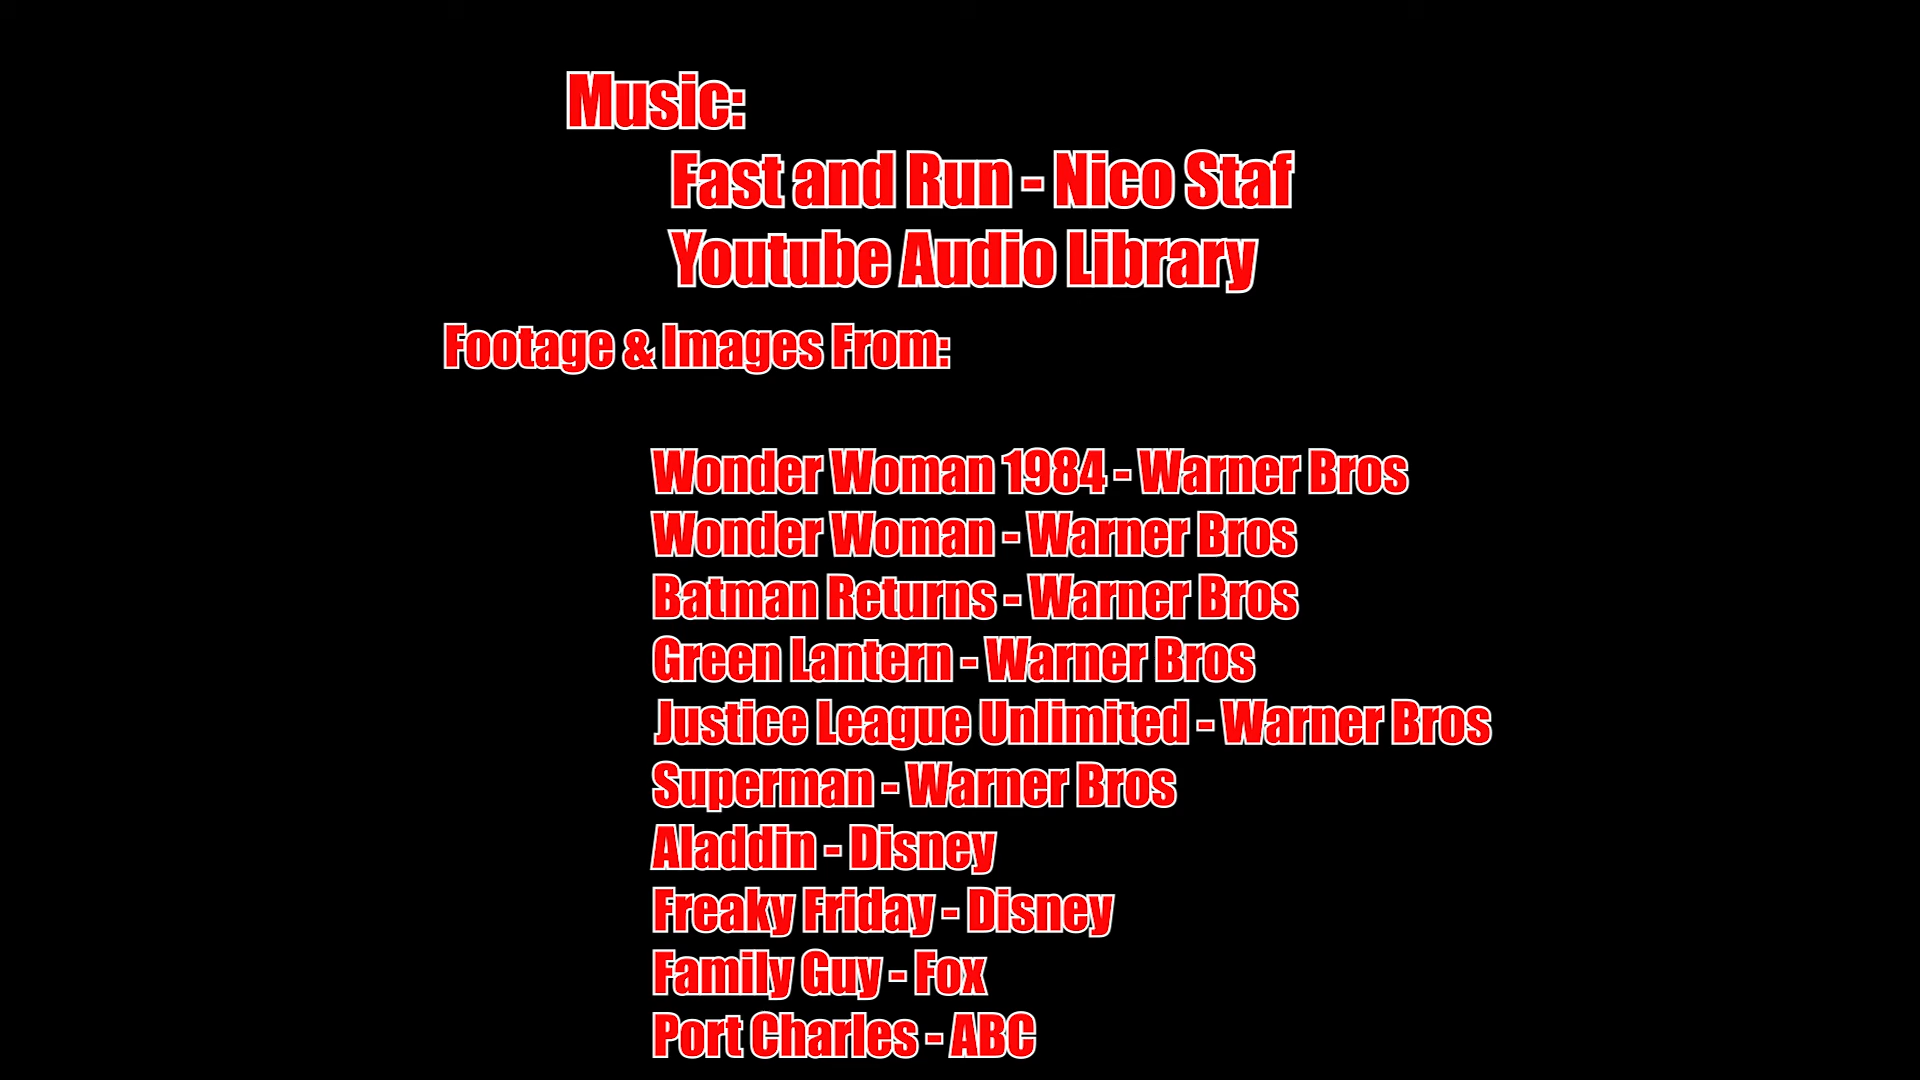 Music:
Fast and Run - Nico Staf
Youtube Audio Library
Footage & Images From:
Wonder Woman 1984 - Warner Bros
Wonder Woman - Warner Bros
Batman Returns - Warner Bros
Green Lantern - Warner Bros
Justice League Unlimited - Warner Bros
Superman - Warner Bros
Aladdin - Disney
Freaky Friday - Disney
Family Guy - Fox
Port Charles - ABC